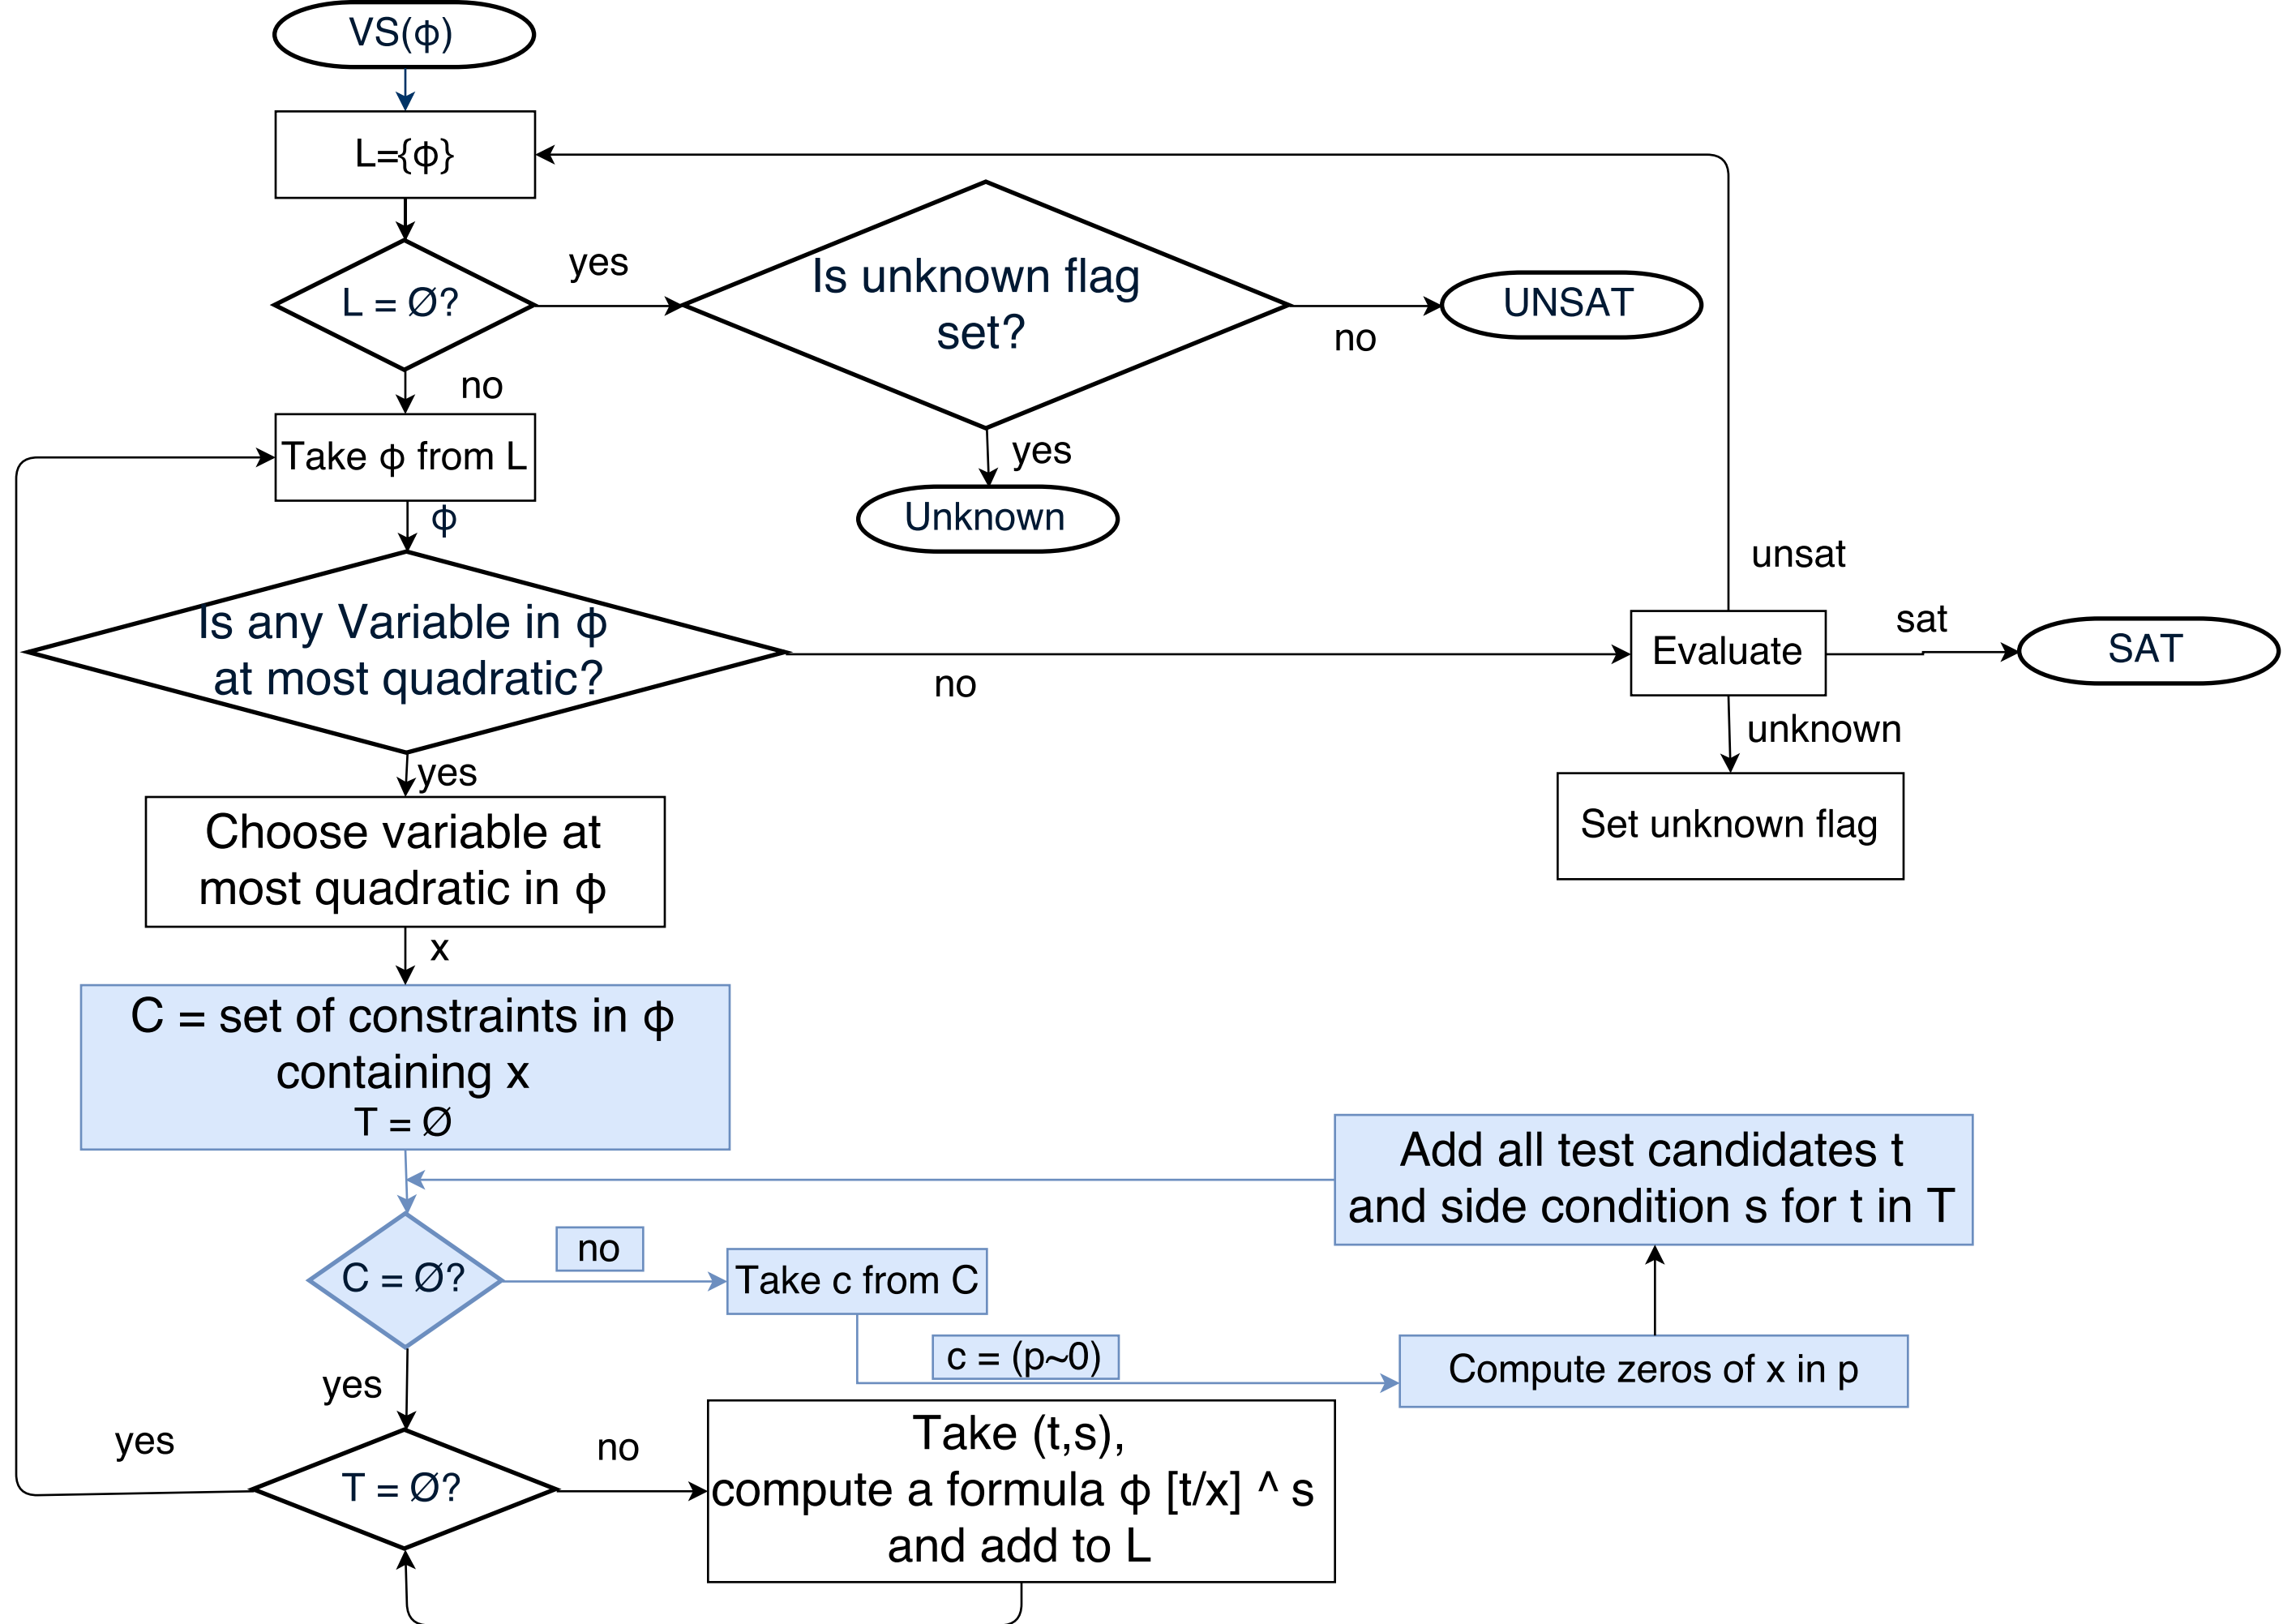 VS(ϕ)
L={ϕ}
L = Ø?
yes
Is unknown flag
set?
no
UNSAT
yes
Unknown
no
Take ϕ from L
ϕ
Is any Variable in ϕ
at most quadratic?
no
Evaluate
unsat
sat
SAT
unknown
Set unknown flag
yes
Choose variable at
most quadratic in ϕ
x
C = set of constraints in ϕ
containing x
T = Ø
C = Ø?
no
Take c from C
c = (p~0)
Compute zeros of x in p
Add all test candidates t
and side condition s for t in T
yes
T = Ø?
yes
no
Take (t,s),
compute a formula ϕ [t/x] ^ s
and add to L